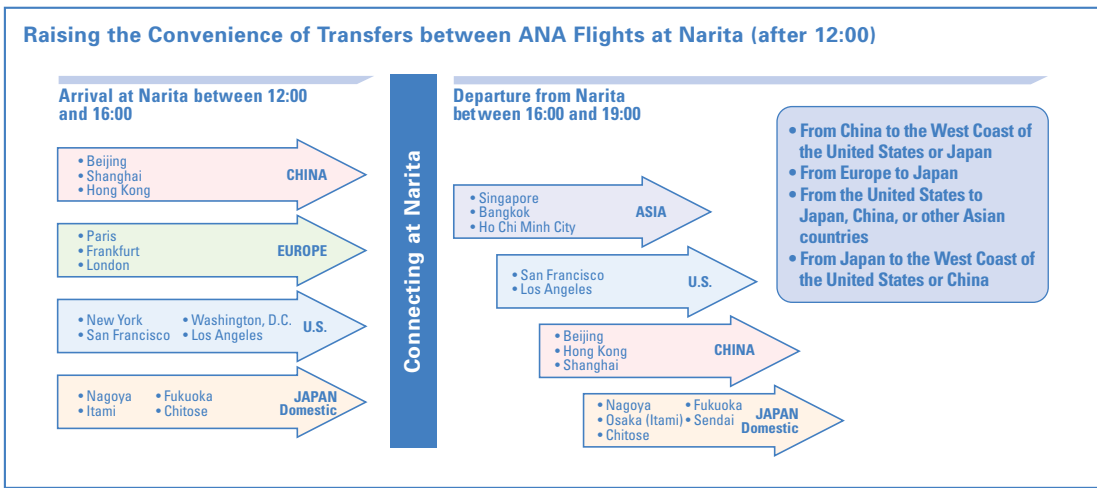 Raising the Convenience of Transfers between ANA Flights at Narita (after 12:00)
Arrival at Narita between 12:00
and 16:00
• Beijing
• Shanghai
• Hong Kong
CHINA
• Paris
• Frankfurt
• London
EUROPE
• New York • Washington, D.C.
• San Francisco • Los Angeles
U.S.
• Nagoya • Fukuoka
• Itami • Chitose
JAPAN
Domestic
Connecting at Narita
Departure from Narita
between 16:00 and 19:00
• Singapore
• Bangkok
• Ho Chi Minh City
ASIA
• San Francisco
• Los Angeles
U.S.
• Beijing
• Hong Kong
• Shanghai
CHINA
• Nagoya • Fukuoka
• Osaka (Itami) • Sendai
• Chitose
JAPAN
Domestic
• From China to the West Coast of
the United States or Japan
• From Europe to Japan
• From the United States to
Japan, China, or other Asian
countries
• From Japan to the West Coast of
the United States or China